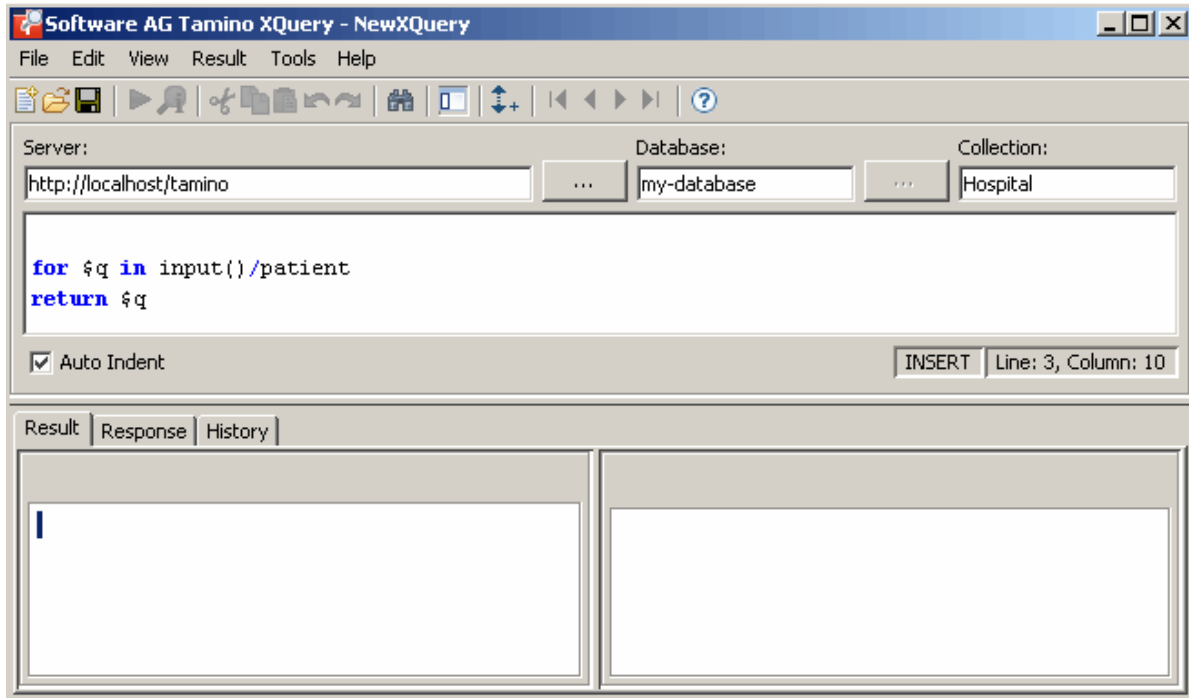 Software AG Tamino XQuery - NewXQuery
File Edit View Result Tools Help
Server: Database: Collection:
http://localhost/tamino ... my-database ... Hospital
for $q in input()/patient
return $q
Auto Indent INSERT Line: 3, Column: 10
Result Response History